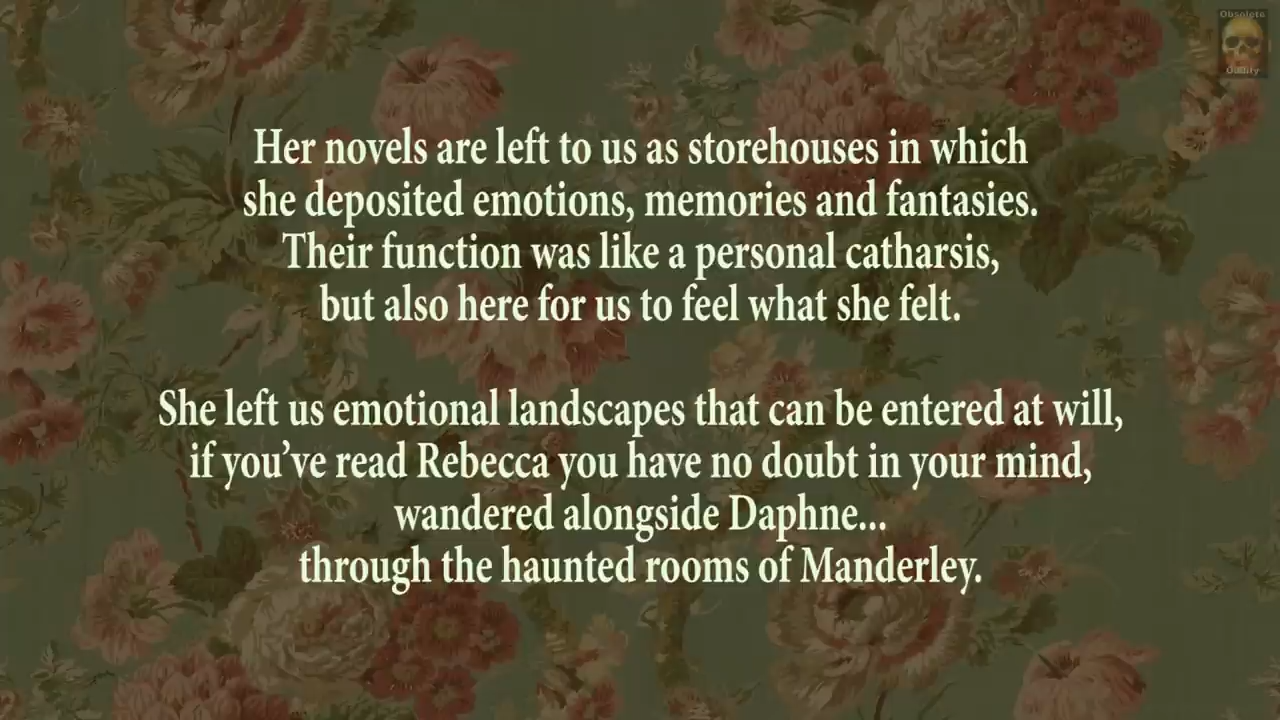 Obsolete
Oddity
Her novels are left to us as storehouses in which
she deposited emotions, memories and fantasies.
Their function was like a personal catharsis,
but also here for us to feel what she felt.
She left us emotional landscapes that can be entered at will,
if you've read Rebecca you have no doubt in your mind,
wandered alongside Daphne...
through the haunted rooms of Manderley.